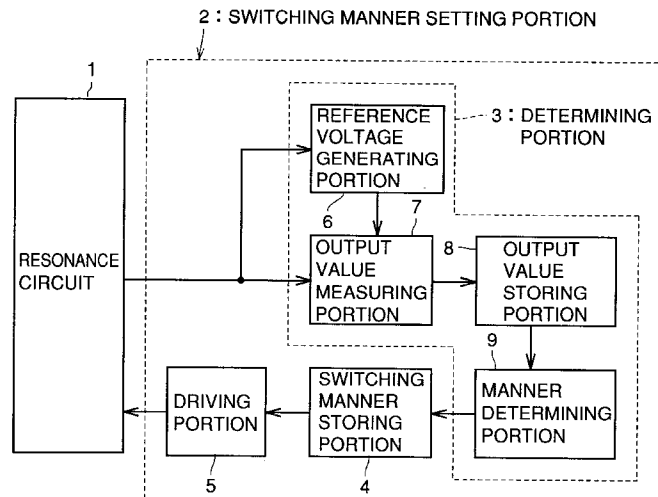 2 : SWITCHING MANNER SETTING PORTION
1
RESONANCE
CIRCUIT
REFERENCE
VOLTAGE
GENERATING
PORTION
6
3 : DETERMINING
PORTION
7
OUTPUT
VALUE
MEASURING
PORTION
8
OUTPUT
VALUE
STORING
PORTION
9
MANNER
DETERMINING
PORTION
SWITCHING
MANNER
STORING
PORTION
4
DRIVING
PORTION
5